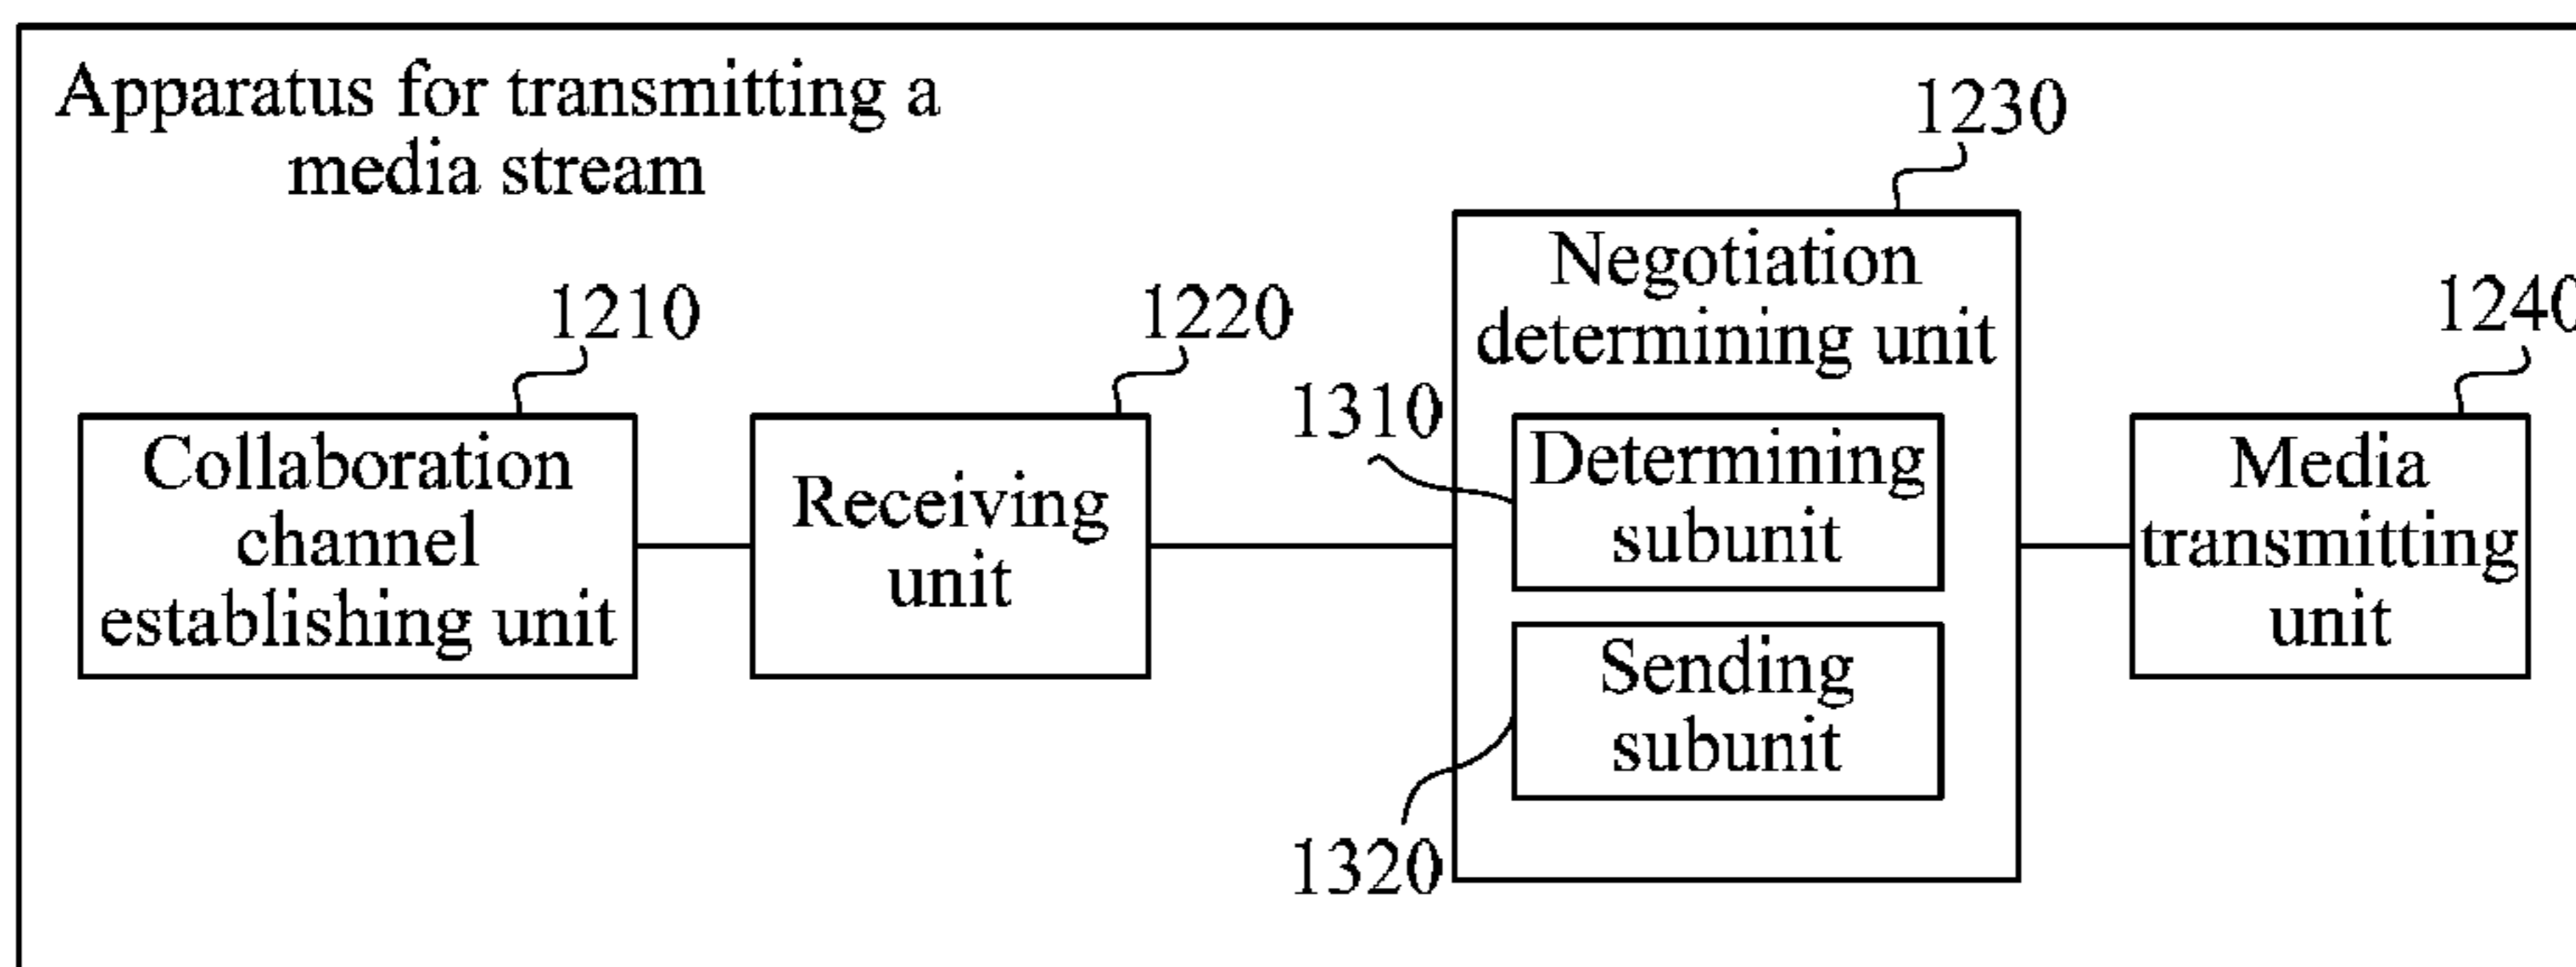 Apparatus for transmitting a
media stream
1210
Collaboration
channel
establishing unit
1220
Receiving
unit
1230
Negotiation
determining unit
1310
Determining
subunit
Sending
subunit
1320
1240
Media
transmitting
unit